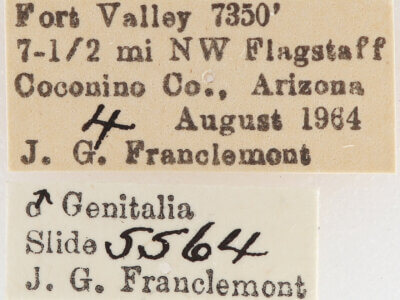 Fort Valley 7350'
7-1/2 mi NW Flagstaff
Coconino Co., Arizona
4 August 1964
J. G. Franclemont
♂ Genitalia
Slide 5564
J. G. Franclemont